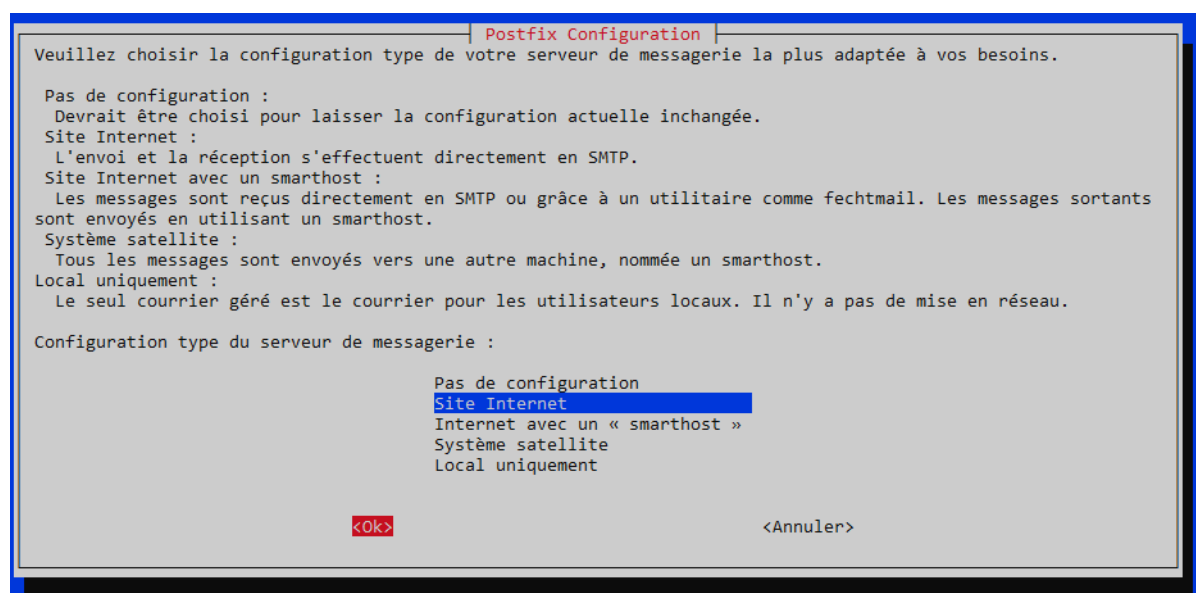 Postfix Configuration
Veuillez choisir la configuration type de votre serveur de messagerie la plus adaptée à vos besoins.
Pas de configuration :
Devrait être choisi pour laisser la configuration actuelle inchangée.
Site Internet :
L'envoi et la réception s'effectuent directement en SMTP.
Site Internet avec un smarthost :
Les messages sont reçus directement en SMTP ou grâce à un utilitaire comme fechtmail. Les messages sortants
sont envoyés en utilisant un smarthost.
Système satellite :
Tous les messages sont envoyés vers une autre machine, nommée un smarthost.
Local uniquement :
Le seul courrier géré est le courrier pour les utilisateurs locaux. Il n'y a pas de mise en réseau.
Configuration type du serveur de messagerie :
Pas de configuration
Site Internet
Internet avec un « smarthost »
Système satellite
Local uniquement
<Ok> <Annuler>